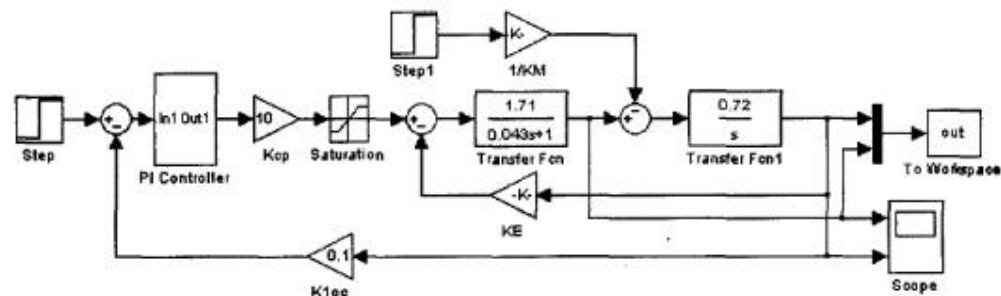 Step1
K-
1/KM
Step
+
-
In1 Out1
PI Controller
10
Kcp
Saturation
+
-
1.71
0.043s+1
Transfer Fcn
-
+
0.72
s
Transfer Fcn1
out
To Workspace
-K-
KE
0.1
Scope